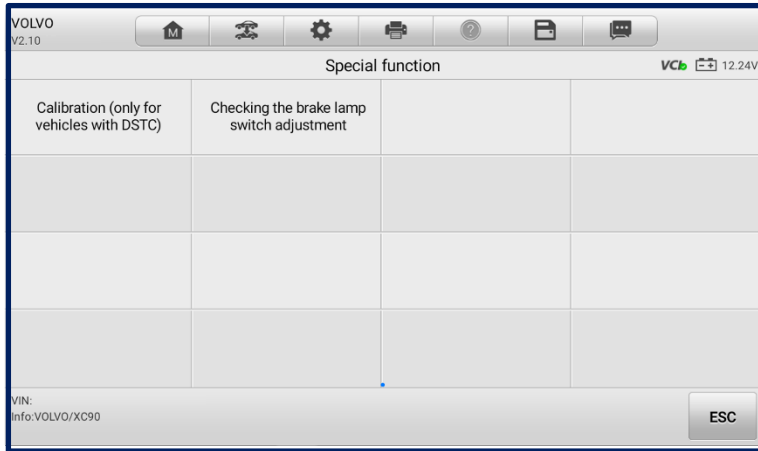 VOLVO
V2.10
M
Special function
VCI 12.24V
Calibration (only for
vehicles with DSTC)
Checking the brake lamp
switch adjustment
VIN:
Info:VOLVO/XC90
ESC